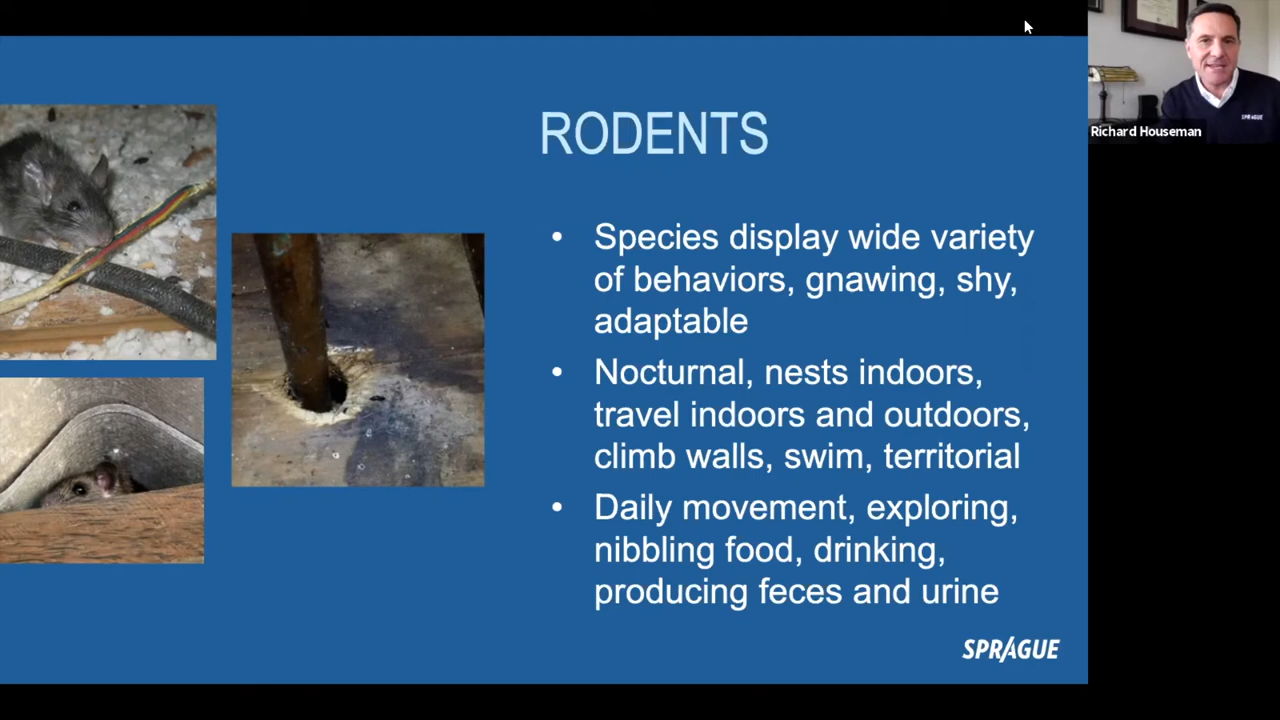 RODENTS
• Species display wide variety
of behaviors, gnawing, shy,
adaptable
• Nocturnal, nests indoors,
travel indoors and outdoors,
climb walls, swim, territorial
• Daily movement, exploring,
nibbling food, drinking,
producing feces and urine
SPRAGUE
SPRAGUE
Richard Houseman